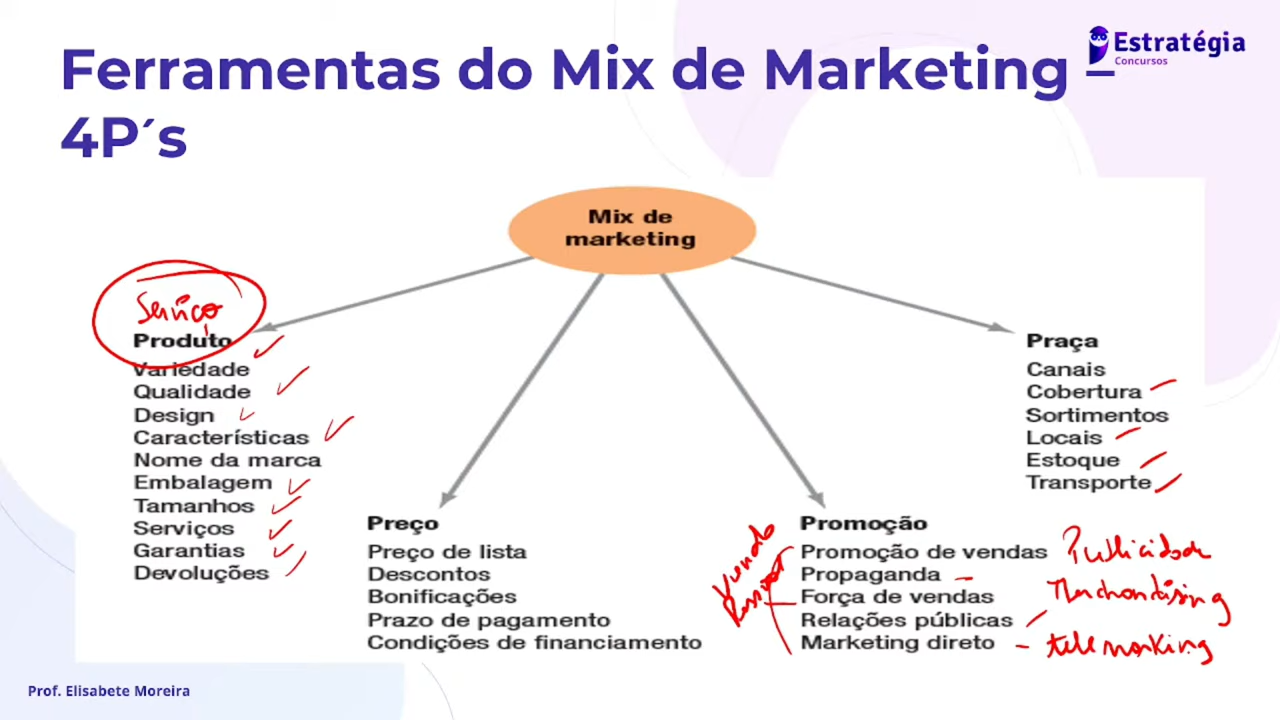 Ferramentas do Mix de Marketing –
4P´s
Estratégia
Concursos
Mix de
marketing
Serviço
Produto
Variedade
Qualidade
Design
Características
Nome da marca
Embalagem
Tamanhos
Serviços
Garantias
Devoluções
Preço
Preço de lista
Descontos
Bonificações
Prazo de pagamento
Condições de financiamento
Venda
Pessoal
Promoção
Promoção de vendas
Propaganda
Força de vendas
Relações públicas
Marketing direto
Publicidade
Merchandising
telemarking
Praça
Canais
Cobertura
Sortimentos
Locais
Estoque
Transporte
Prof. Elisabete Moreira